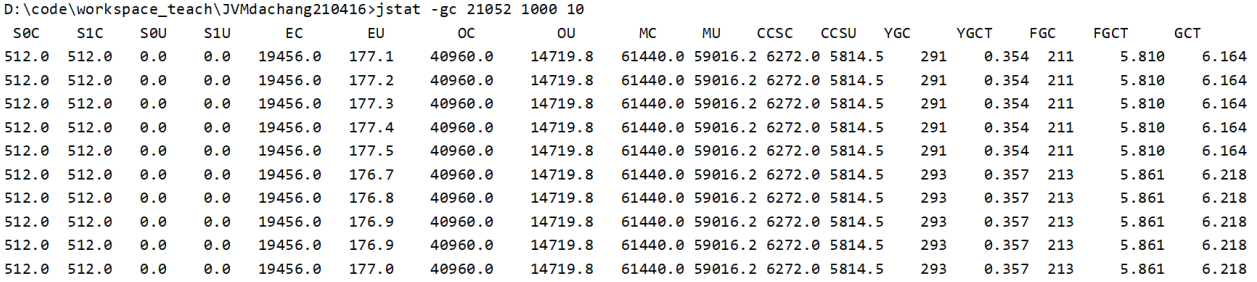 D:\code\workspace_teach\JVMdachang210416>jstat -gc 21052 1000 10
S0C S1C S0U S1U EC EU OC OU MC MU CCSC CCSU YGC YGCT FGC FGCT GCT
512.0 512.0 0.0 0.0 19456.0 177.1 40960.0 14719.8 61440.0 59016.2 6272.0 5814.5 291 0.354 211 5.810 6.164
512.0 512.0 0.0 0.0 19456.0 177.2 40960.0 14719.8 61440.0 59016.2 6272.0 5814.5 291 0.354 211 5.810 6.164
512.0 512.0 0.0 0.0 19456.0 177.3 40960.0 14719.8 61440.0 59016.2 6272.0 5814.5 291 0.354 211 5.810 6.164
512.0 512.0 0.0 0.0 19456.0 177.4 40960.0 14719.8 61440.0 59016.2 6272.0 5814.5 291 0.354 211 5.810 6.164
512.0 512.0 0.0 0.0 19456.0 177.5 40960.0 14719.8 61440.0 59016.2 6272.0 5814.5 291 0.354 211 5.810 6.164
512.0 512.0 0.0 0.0 19456.0 176.7 40960.0 14719.8 61440.0 59016.2 6272.0 5814.5 293 0.357 213 5.861 6.218
512.0 512.0 0.0 0.0 19456.0 176.8 40960.0 14719.8 61440.0 59016.2 6272.0 5814.5 293 0.357 213 5.861 6.218
512.0 512.0 0.0 0.0 19456.0 176.9 40960.0 14719.8 61440.0 59016.2 6272.0 5814.5 293 0.357 213 5.861 6.218
512.0 512.0 0.0 0.0 19456.0 176.9 40960.0 14719.8 61440.0 59016.2 6272.0 5814.5 293 0.357 213 5.861 6.218
512.0 512.0 0.0 0.0 19456.0 177.0 40960.0 14719.8 61440.0 59016.2 6272.0 5814.5 293 0.357 213 5.861 6.218